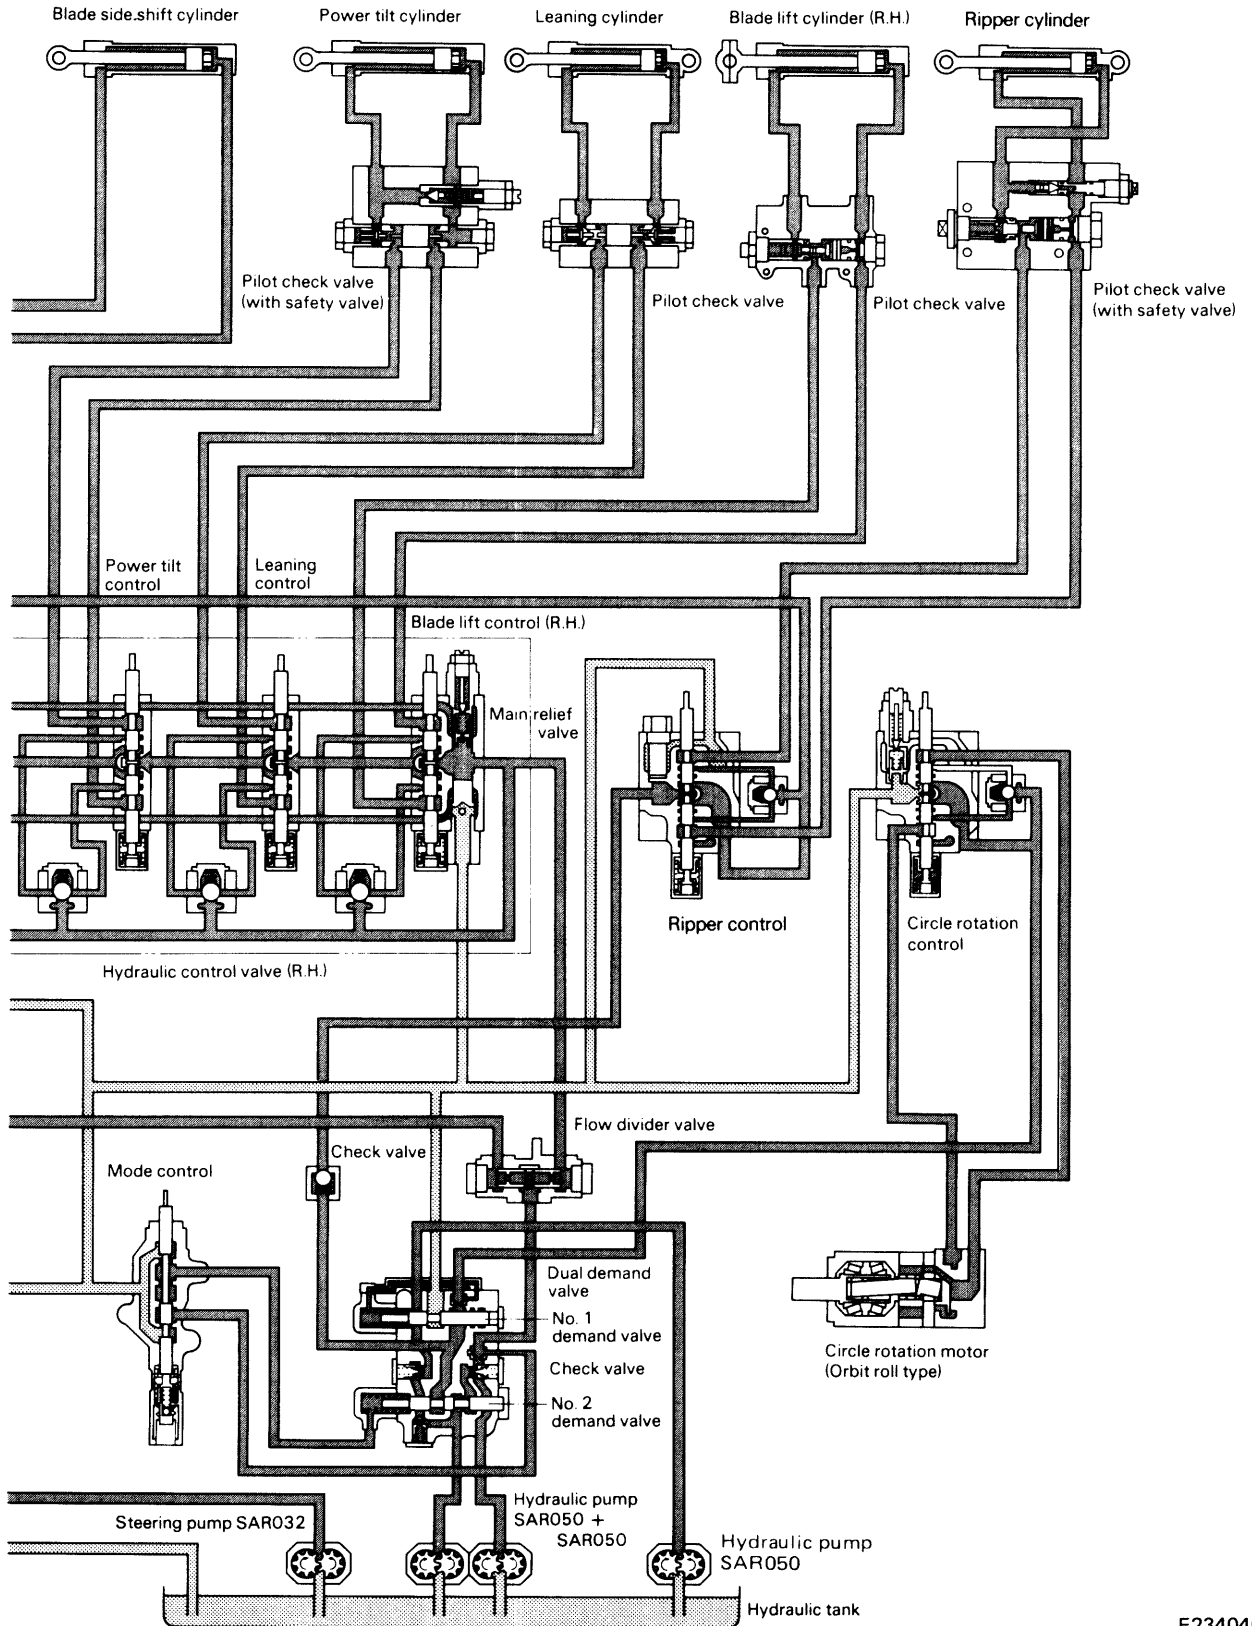 Blade side.shift cylinder
Power tilt cylinder
Leaning cylinder
Blade lift cylinder (R.H.)
Ripper cylinder
Pilot check valve
(with safety valve)
Pilot check valve
Pilot check valve
Pilot check valve
(with safety valve)
Power tilt
control
Leaning
control
Blade lift control (R.H.)
Main relief
valve
Ripper control
Circle rotation
control
Hydraulic control valve (R.H.)
Flow divider valve
Check valve
Mode control
Dual demand
valve
No. 1
demand valve
Check valve
No. 2
demand valve
Circle rotation motor
(Orbit roll type)
Steering pump SAR032
Hydraulic pump
SAR050 +
SAR050
Hydraulic pump
SAR050
Hydraulic tank